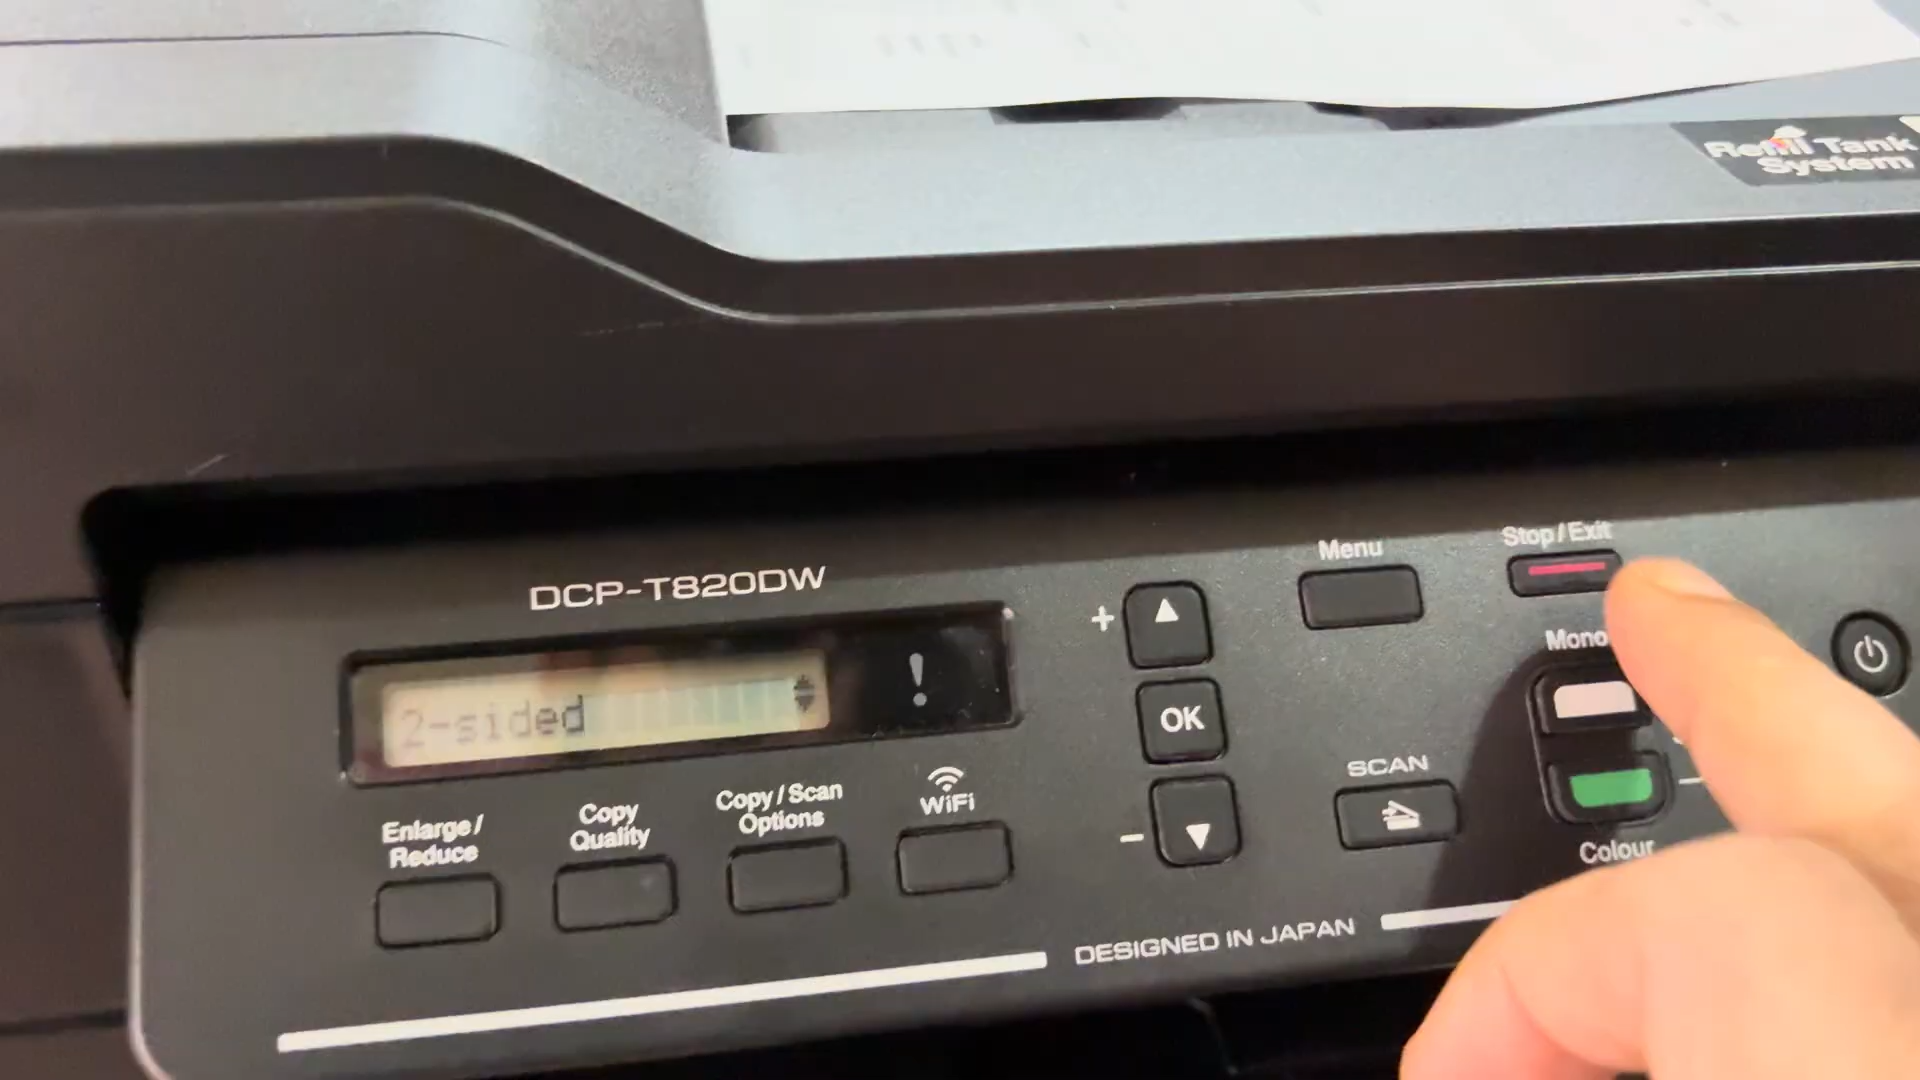 Refill Tank
System
DCP-T820DW
2-sided
!
Enlarge/
Reduce
Copy
Quality
Copy/Scan
Options
WiFi
+
OK
−
Menu
Stop/Exit
Mono
SCAN
Colour
DESIGNED IN JAPAN